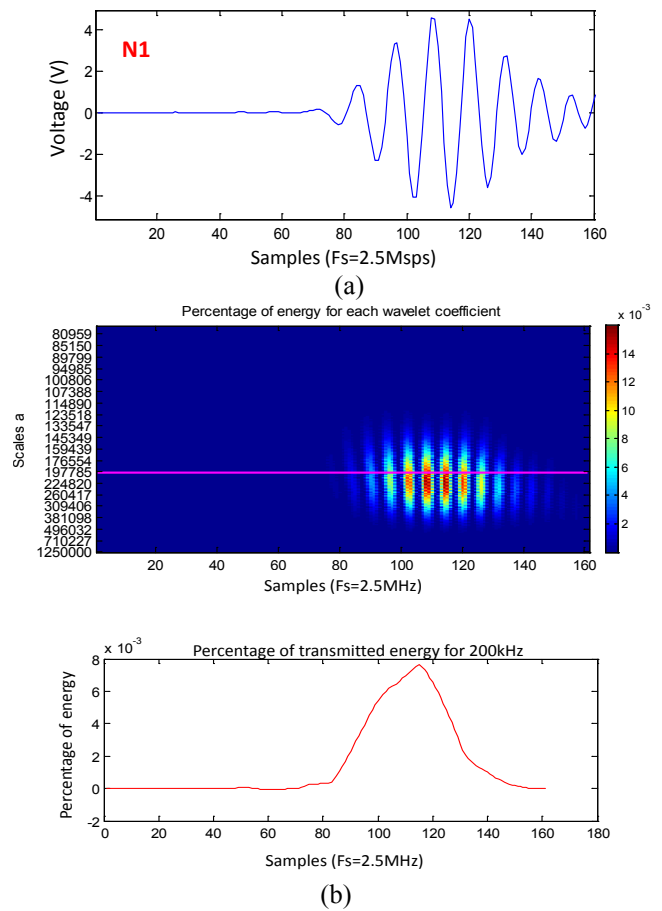 N1
4
2
0
-2
-4
Voltage (V)
20 40 60 80 100 120 140 160
Samples (Fs=2.5Msps)
(a)
Percentage of energy for each wavelet coefficient
x 10⁻³
80959
85150
89799
94985
100806
107388
114890
123518
133547
145349
159439
176554
197785
224820
260417
309406
381098
496032
710227
1250000
Scales a
14
12
10
8
6
4
2
20 40 60 80 100 120 140 160
Samples (Fs=2.5MHz)
x 10⁻³
Percentage of transmitted energy for 200kHz
8
6
4
2
0
-2
Percentage of energy
0 20 40 60 80 100 120 140 160 180
Samples (Fs=2.5MHz)
(b)